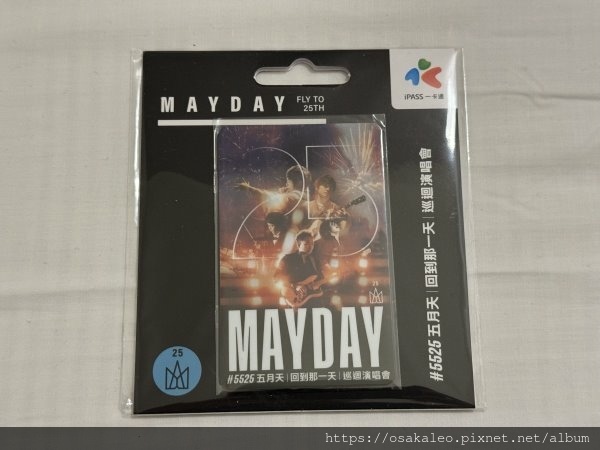 MAYDAY
FLY TO
25TH
iPASS 一卡通
25
25
MAYDAY
#5525 五月天|回到那一天|巡迴演唱會
#5525 五月天|回到那一天|巡迴演唱會
25
https://osakaleo.pixnet.net/album